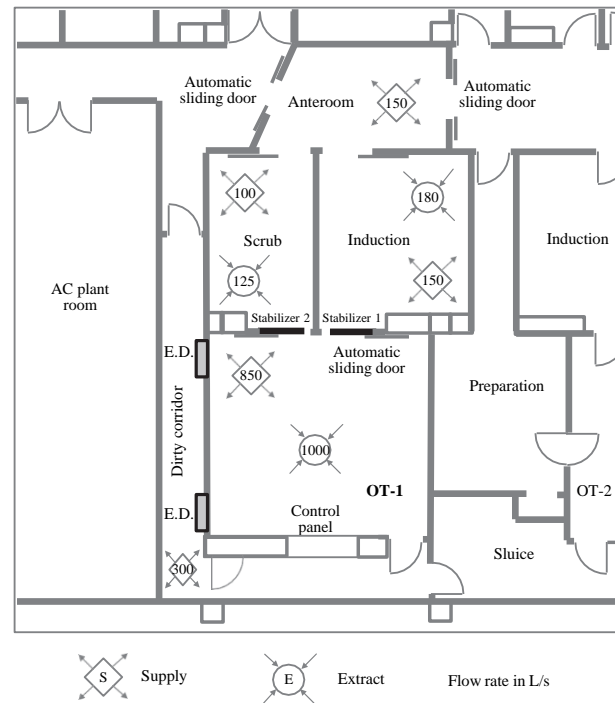 Automatic
sliding door
Anteroom
150
Automatic
sliding door
100
180
Scrub
Induction
Induction
125
150
AC plant
room
Stabilizer 2
Stabilizer 1
E.D.
Automatic
sliding door
850
Preparation
Dirty corridor
1000
OT-1
OT-2
E.D.
Control
panel
Sluice
300
S
Supply
E
Extract
Flow rate in L/s